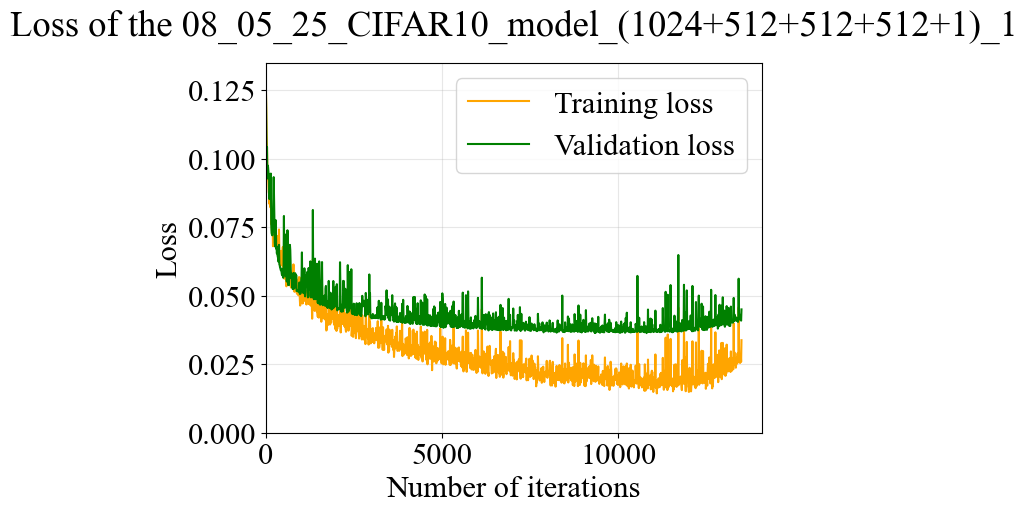 Loss of the 08_05_25_CIFAR10_model_(1024+512+512+512+1)_1
Training loss
Validation loss
Loss
0.125
0.100
0.075
0.050
0.025
0.000
0 5000 10000
Number of iterations